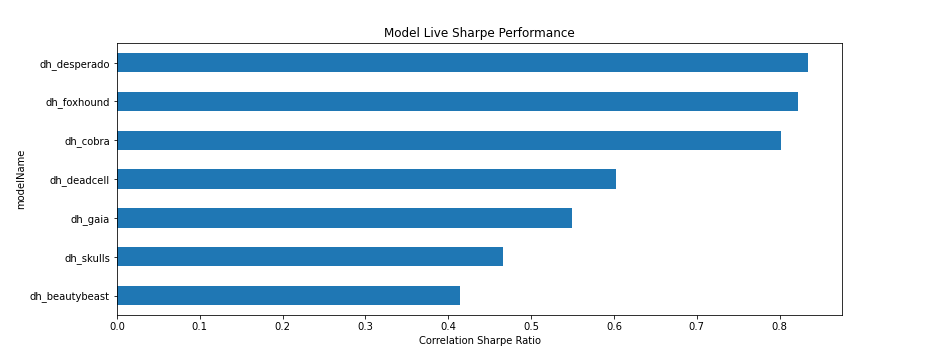 Model Live Sharpe Performance
modelName
dh_desperado
dh_foxhound
dh_cobra
dh_deadcell
dh_gaia
dh_skulls
dh_beautybeast
0.0 0.1 0.2 0.3 0.4 0.5 0.6 0.7 0.8
Correlation Sharpe Ratio